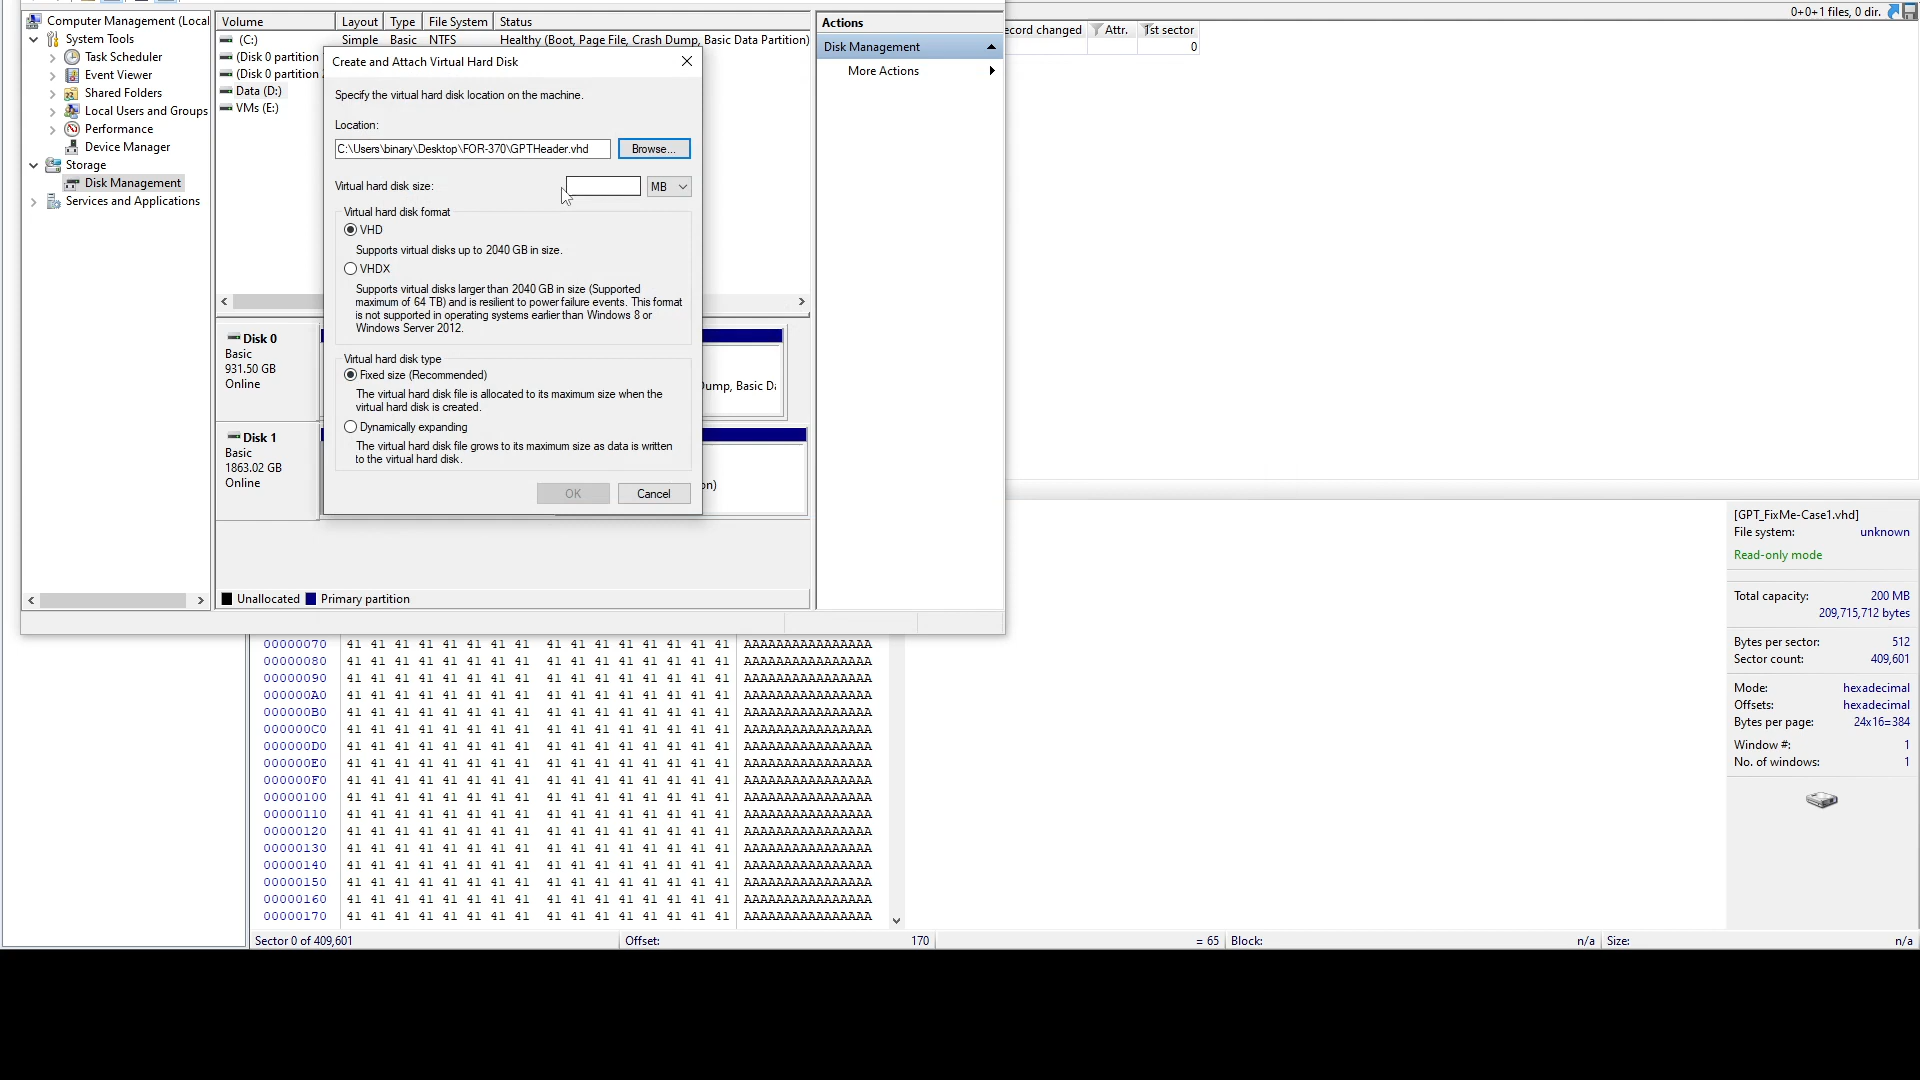 Computer Management (Local
System Tools
Task Scheduler
Event Viewer
Shared Folders
Local Users and Groups
Performance
Device Manager
Storage
Disk Management
Services and Applications
Volume Layout Type File System Status
(C:) Simple Basic NTFS Healthy (Boot, Page File, Crash Dump, Basic Data Partition)
(Disk 0 partition
(Disk 0 partition
Data (D:)
VMs (E:)
Create and Attach Virtual Hard Disk
Specify the virtual hard disk location on the machine.
Location:
C:\Users\binary\Desktop\FOR-370\GPTHeader.vhd Browse...
Virtual hard disk size: MB
Virtual hard disk format
VHD
Supports virtual disks up to 2040 GB in size.
VHDX
Supports virtual disks larger than 2040 GB in size (Supported
maximum of 64 TB) and is resilient to power failure events. This format
is not supported in operating systems earlier than Windows 8 or
Windows Server 2012.
Virtual hard disk type
Fixed size (Recommended)
The virtual hard disk file is allocated to its maximum size when the
virtual hard disk is created.
Dynamically expanding
The virtual hard disk file grows to its maximum size as data is written
to the virtual hard disk.
OK Cancel
Disk 0
Basic
931.50 GB
Online
Disk 1
Basic
1863.02 GB
Online
Dump, Basic Da
on)
Unallocated Primary partition
Actions
Disk Management
More Actions
0+0+1 files, 0 dir.
ecord changed Attr. 1st sector
0
00000070 41 41 41 41 41 41 41 41 41 41 41 41 41 41 41 41 AAAAAAAAAAAAAAAA
00000080 41 41 41 41 41 41 41 41 41 41 41 41 41 41 41 41 AAAAAAAAAAAAAAAA
00000090 41 41 41 41 41 41 41 41 41 41 41 41 41 41 41 41 AAAAAAAAAAAAAAAA
000000A0 41 41 41 41 41 41 41 41 41 41 41 41 41 41 41 41 AAAAAAAAAAAAAAAA
000000B0 41 41 41 41 41 41 41 41 41 41 41 41 41 41 41 41 AAAAAAAAAAAAAAAA
000000C0 41 41 41 41 41 41 41 41 41 41 41 41 41 41 41 41 AAAAAAAAAAAAAAAA
000000D0 41 41 41 41 41 41 41 41 41 41 41 41 41 41 41 41 AAAAAAAAAAAAAAAA
000000E0 41 41 41 41 41 41 41 41 41 41 41 41 41 41 41 41 AAAAAAAAAAAAAAAA
000000F0 41 41 41 41 41 41 41 41 41 41 41 41 41 41 41 41 AAAAAAAAAAAAAAAA
00000100 41 41 41 41 41 41 41 41 41 41 41 41 41 41 41 41 AAAAAAAAAAAAAAAA
00000110 41 41 41 41 41 41 41 41 41 41 41 41 41 41 41 41 AAAAAAAAAAAAAAAA
00000120 41 41 41 41 41 41 41 41 41 41 41 41 41 41 41 41 AAAAAAAAAAAAAAAA
00000130 41 41 41 41 41 41 41 41 41 41 41 41 41 41 41 41 AAAAAAAAAAAAAAAA
00000140 41 41 41 41 41 41 41 41 41 41 41 41 41 41 41 41 AAAAAAAAAAAAAAAA
00000150 41 41 41 41 41 41 41 41 41 41 41 41 41 41 41 41 AAAAAAAAAAAAAAAA
00000160 41 41 41 41 41 41 41 41 41 41 41 41 41 41 41 41 AAAAAAAAAAAAAAAA
00000170 41 41 41 41 41 41 41 41 41 41 41 41 41 41 41 41 AAAAAAAAAAAAAAAA
Sector 0 of 409,601 Offset: 170 = 65 Block: n/a Size: n/a
[GPT_FixMe-Case1.vhd]
File system: unknown
Read-only mode
Total capacity: 200 MB
209,715,712 bytes
Bytes per sector: 512
Sector count: 409,601
Mode: hexadecimal
Offsets: hexadecimal
Bytes per page: 24x16=384
Window #: 1
No. of windows: 1